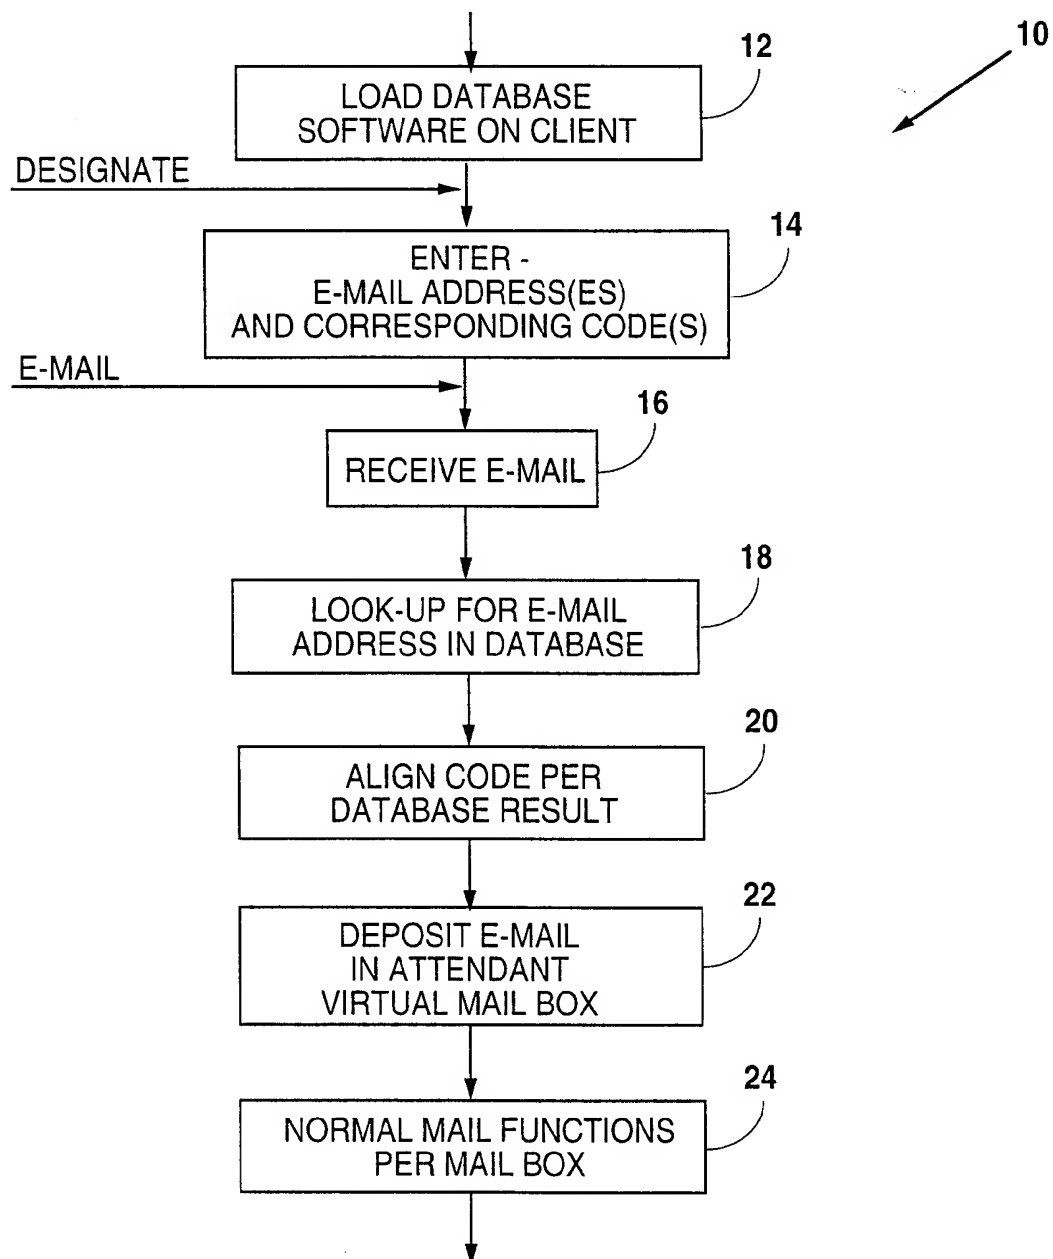 10
12
LOAD DATABASE
SOFTWARE ON CLIENT
DESIGNATE
14
ENTER -
E-MAIL ADDRESS(ES)
AND CORRESPONDING CODE(S)
E-MAIL
16
RECEIVE E-MAIL
18
LOOK-UP FOR E-MAIL
ADDRESS IN DATABASE
20
ALIGN CODE PER
DATABASE RESULT
22
DEPOSIT E-MAIL
IN ATTENDANT
VIRTUAL MAIL BOX
24
NORMAL MAIL FUNCTIONS
PER MAIL BOX